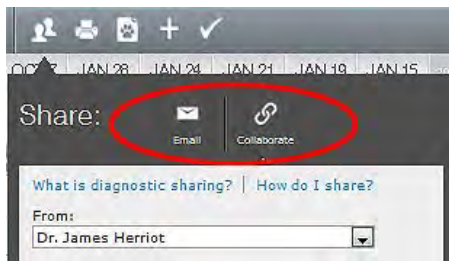 JAN 28 JAN 24 JAN 21 JAN 19 JAN 15
Share:
Email Collaborate
What is diagnostic sharing? | How do I share?
From:
Dr. James Herriot